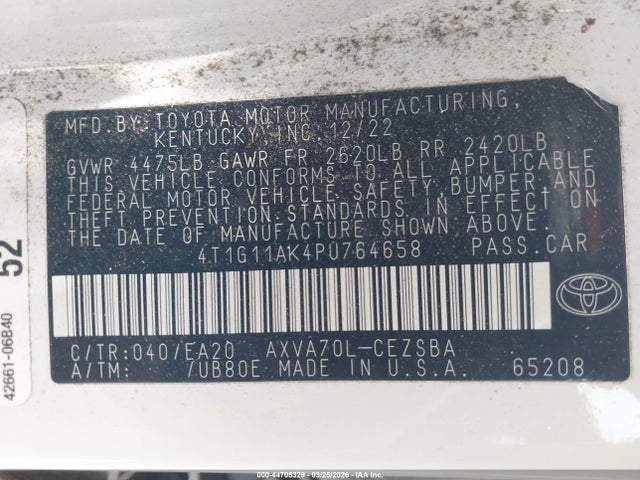 MFD.BY:TOYOTA MOTOR MANUFACTURING,
KENTUCKY INC. 12/22
GVWR 4475LB GAWR FR 2620LB RR 2420LB
THIS VEHICLE CONFORMS TO ALL APPLICABLE
FEDERAL MOTOR VEHICLE SAFETY,BUMPER,AND
THEFT PREVENTION STANDARDS IN EFFECT ON
THE DATE OF MANUFACTURE SHOWN ABOVE.
4T1G11AK4PU764658 PASS.CAR
C/TR:040/EA20 AXVA70L-CEZSBA
A/TM: /UB80E MADE IN U.S.A. 65208
TOYOTA
52
42661-06B40
000-44705329 - 03/25/2026 - IAA Inc.